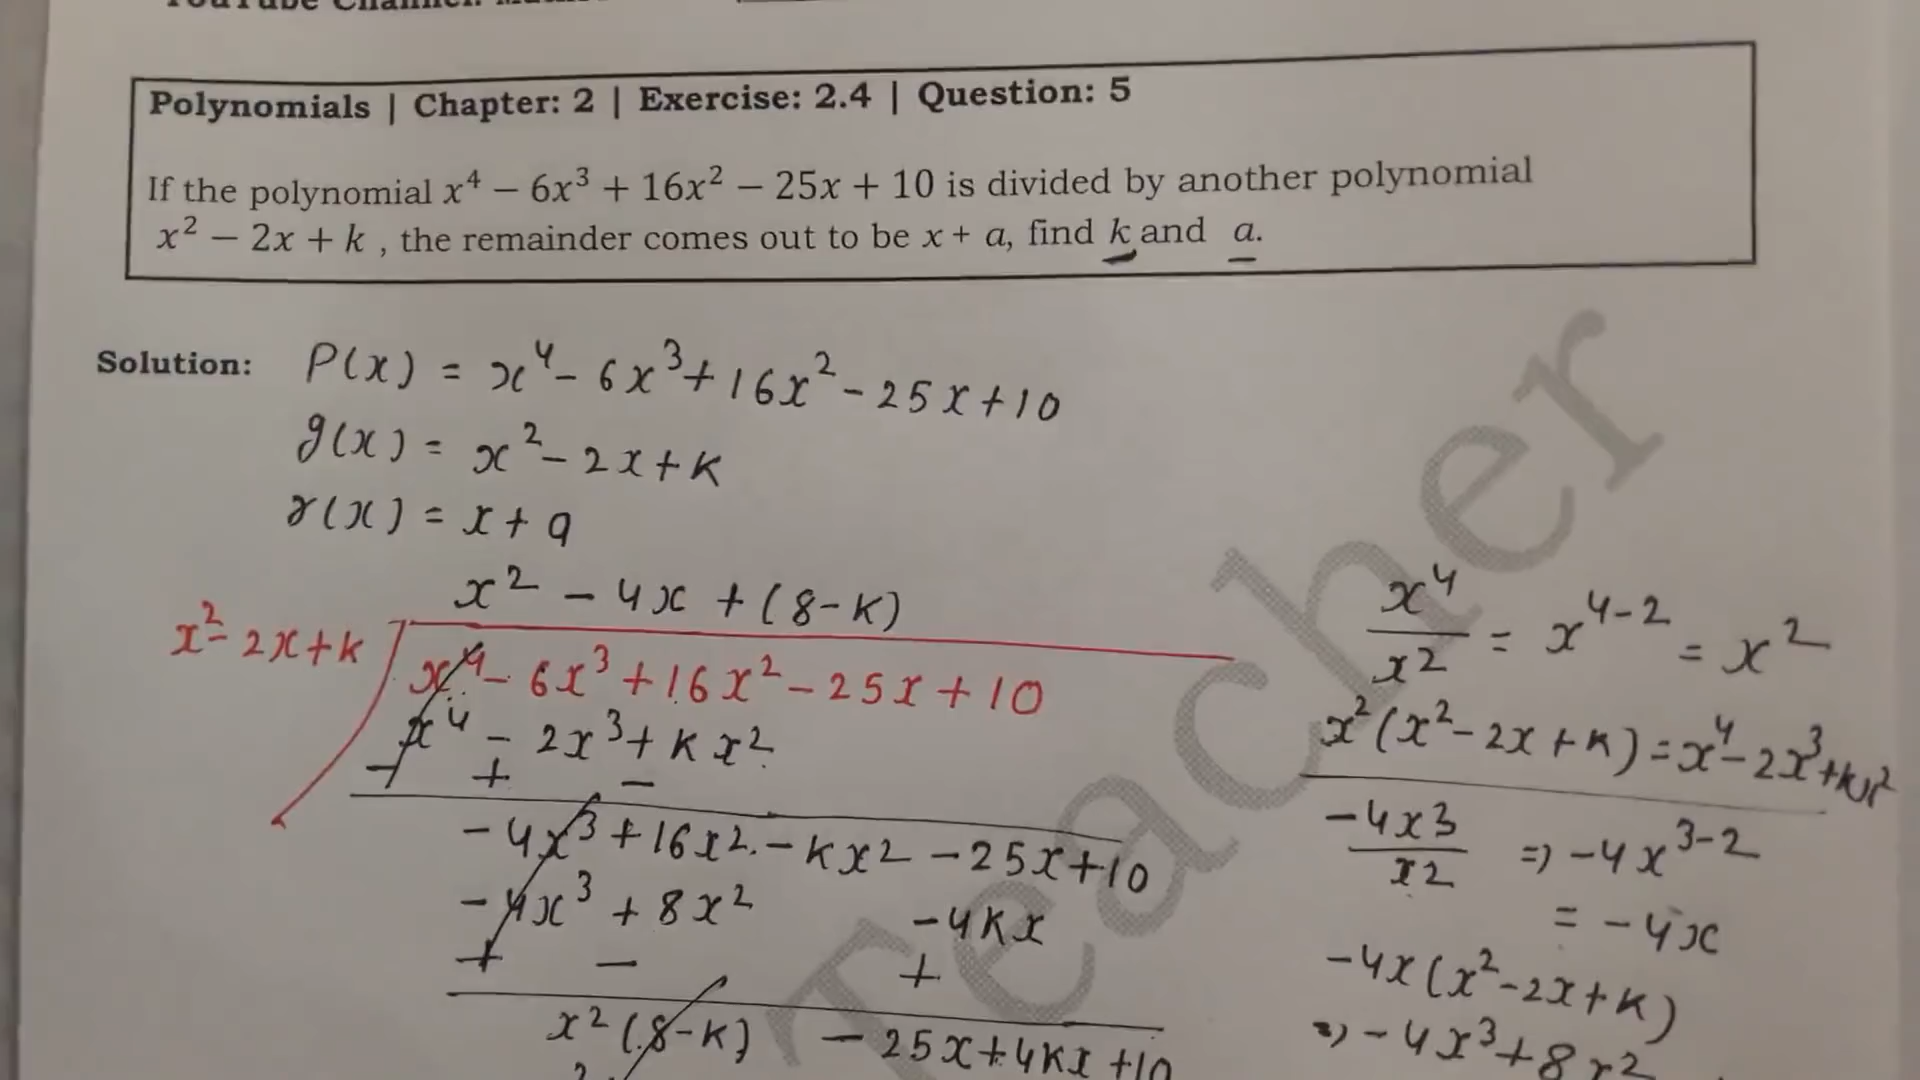 YouTube Channel:
Polynomials | Chapter: 2 | Exercise: 2.4 | Question: 5
If the polynomial x⁴ − 6x³ + 16x² − 25x + 10 is divided by another polynomial
x² − 2x + k , the remainder comes out to be x + a, find k and a.
Solution: P(x) = x⁴ - 6x³ + 16x² - 25x + 10
g(x) = x² - 2x + k
r(x) = x + a
x² - 4x + (8-k)
x² - 2x + k
x⁴ - 6x³ + 16x² - 25x + 10
x⁴ - 2x³ + kx²
- + -
-4x³ + 16x² - kx² - 25x + 10
-4x³ + 8x² -4kx
+ - +
x²(8-k) - 25x + 4kx + 10
x⁴/x² = x⁴⁻² = x²
x²(x² - 2x + k) = x⁴ - 2x³ + kx²
-4x3/x2 => -4x³⁻²
= -4x
-4x(x² - 2x + k)
=> -4x³ + 8x²
Teacher